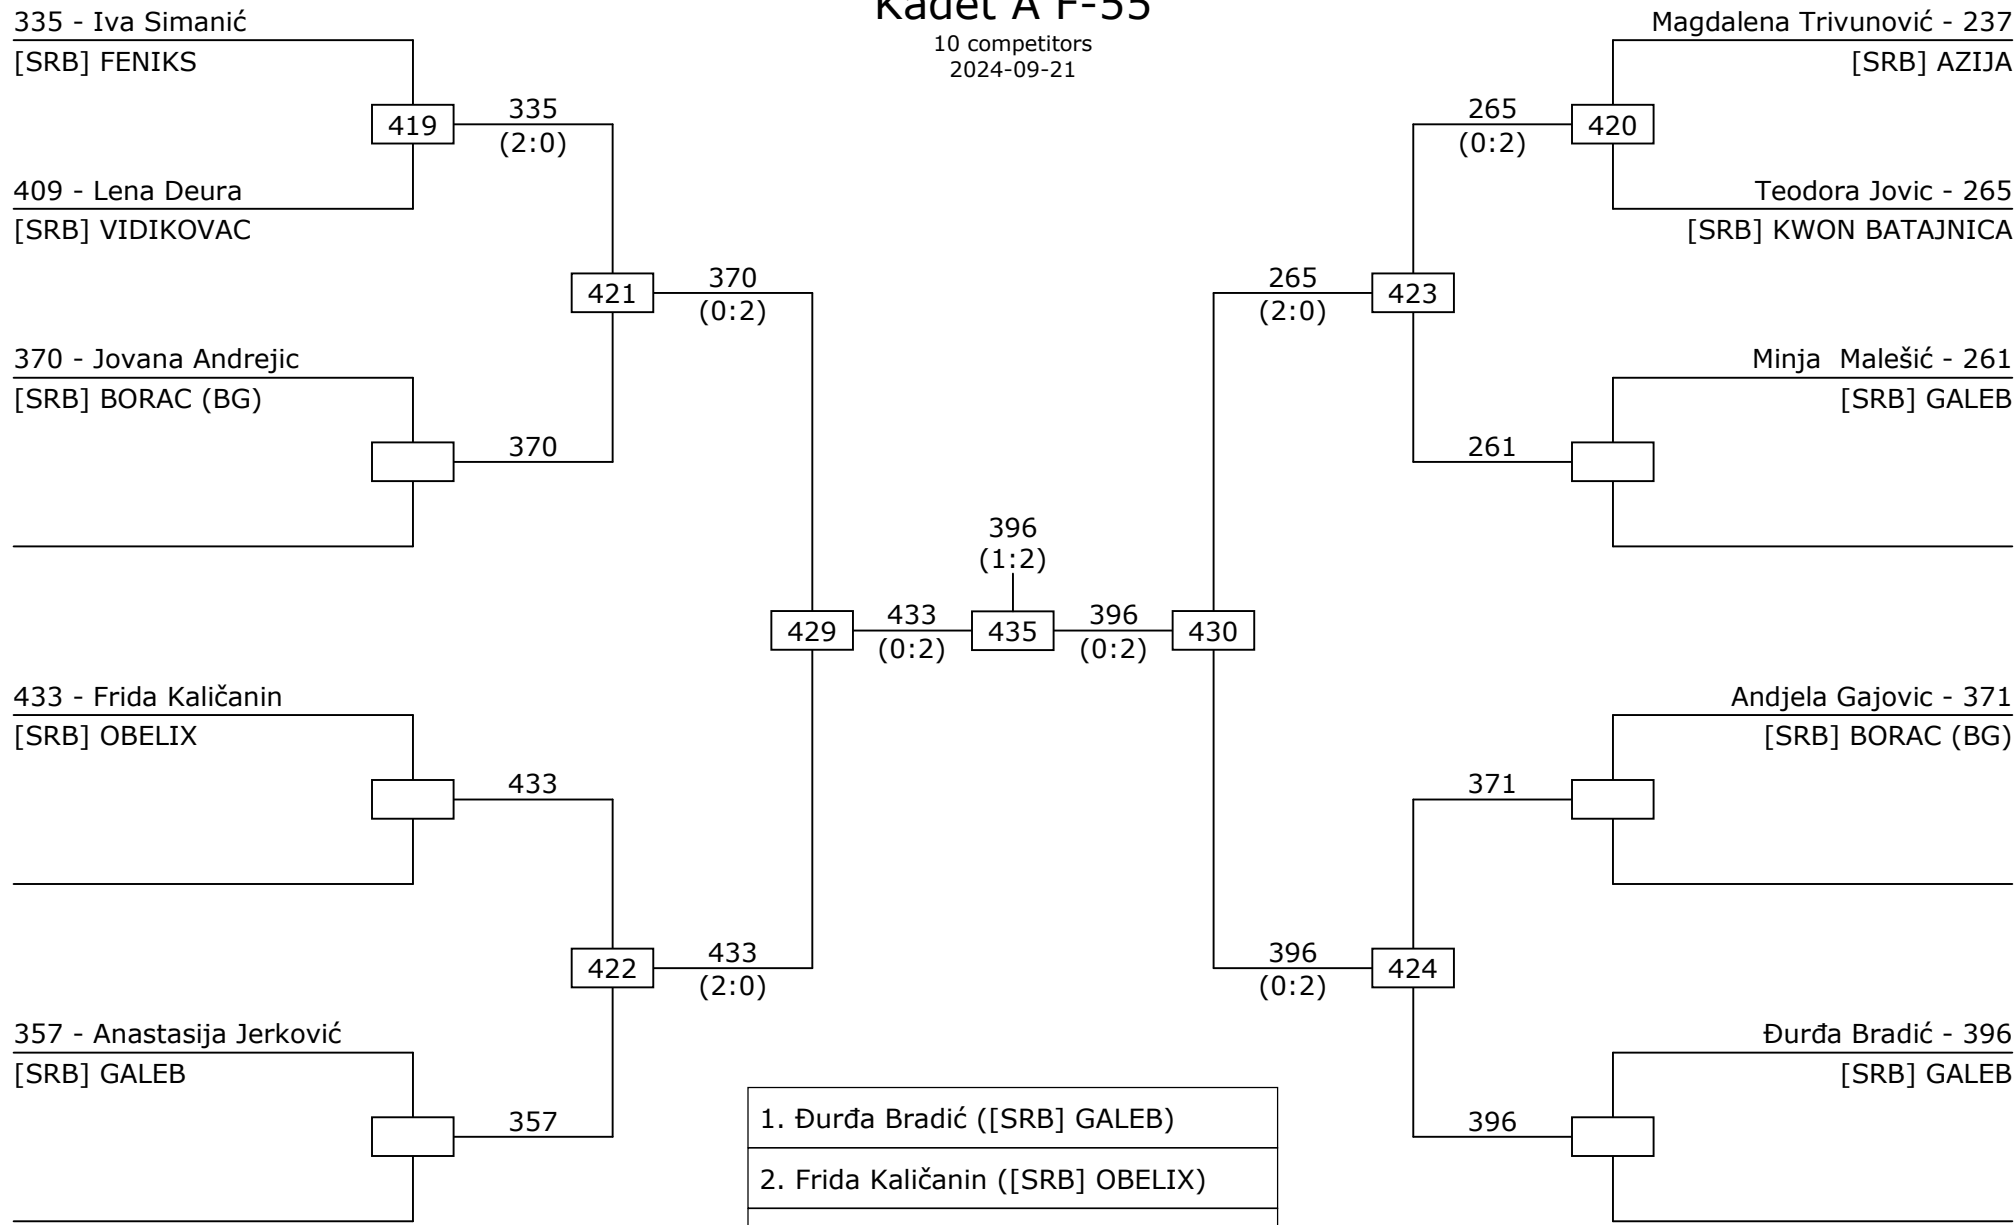 Kadet A F-55
10 competitors
2024-09-21
335 - Iva Simanić
[SRB] FENIKS
419
335
(2:0)
409 - Lena Deura
[SRB] VIDIKOVAC
421
370
(0:2)
370 - Jovana Andrejic
[SRB] BORAC (BG)
370
429
433
(0:2)
433 - Frida Kaličanin
[SRB] OBELIX
433
422
433
(2:0)
357 - Anastasija Jerković
[SRB] GALEB
357
396
(1:2)
435
Magdalena Trivunović - 237
[SRB] AZIJA
265
(0:2)
420
Teodora Jovic - 265
[SRB] KWON BATAJNICA
265
(2:0)
423
Minja  Malešić - 261
[SRB] GALEB
261
396
(0:2)
430
Andjela Gajovic - 371
[SRB] BORAC (BG)
371
396
(0:2)
424
Đurđa Bradić - 396
[SRB] GALEB
396
1. Đurđa Bradić ([SRB] GALEB)
2. Frida Kaličanin ([SRB] OBELIX)